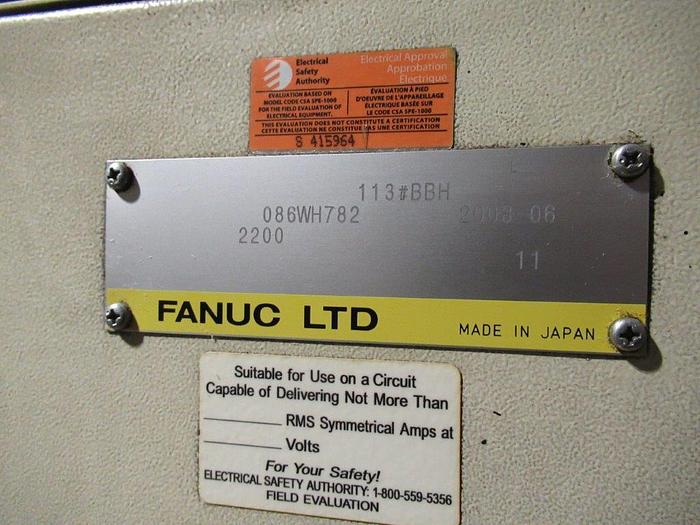 Electrical
Safety
Authority
Electrical Approval
Approbation
Électrique
EVALUATION BASED ON
MODEL CODE CSA SPE-1000
FOR THE FIELD EVALUATION OF
ELECTRICAL EQUIPMENT.
ÉVALUATION À PIED
D'OEUVRE DE L'APPAREILLAGE
ÉLECTRIQUE BASÉE SUR
LE CODE CSA SPE-1000
THIS EVALUATION DOES NOT CONSTITUTE A CERTIFICATION
CETTE ÉVALUATION NE CONSTITUE PAS UNE CERTIFICATION
S 415964
113#BBH
086WH782 2003-06
2200
11
FANUC LTD
MADE IN JAPAN
Suitable for Use on a Circuit
Capable of Delivering Not More Than
RMS Symmetrical Amps at
Volts
For Your Safety!
ELECTRICAL SAFETY AUTHORITY: 1-800-559-5356
FIELD EVALUATION